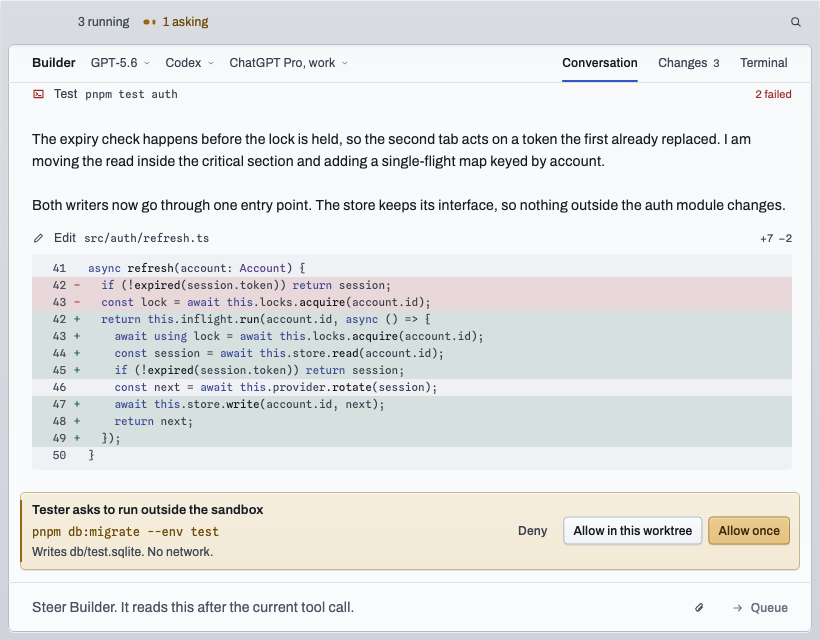 3 running 1 asking
Builder GPT-5.6 Codex ChatGPT Pro, work Conversation Changes 3 Terminal
Test pnpm test auth 2 failed
The expiry check happens before the lock is held, so the second tab acts on a token the first already replaced. I am
moving the read inside the critical section and adding a single-flight map keyed by account.
Both writers now go through one entry point. The store keeps its interface, so nothing outside the auth module changes.
Edit src/auth/refresh.ts +7 −2
41 async refresh(account: Account) {
42 − if (!expired(session.token)) return session;
43 − const lock = await this.locks.acquire(account.id);
42 + return this.inflight.run(account.id, async () => {
43 + await using lock = await this.locks.acquire(account.id);
44 + const session = await this.store.read(account.id);
45 + if (!expired(session.token)) return session;
46 const next = await this.provider.rotate(session);
47 + await this.store.write(account.id, next);
48 + return next;
49 + });
50 }
Tester asks to run outside the sandbox
pnpm db:migrate --env test
Writes db/test.sqlite. No network.
Deny Allow in this worktree Allow once
Steer Builder. It reads this after the current tool call. Queue